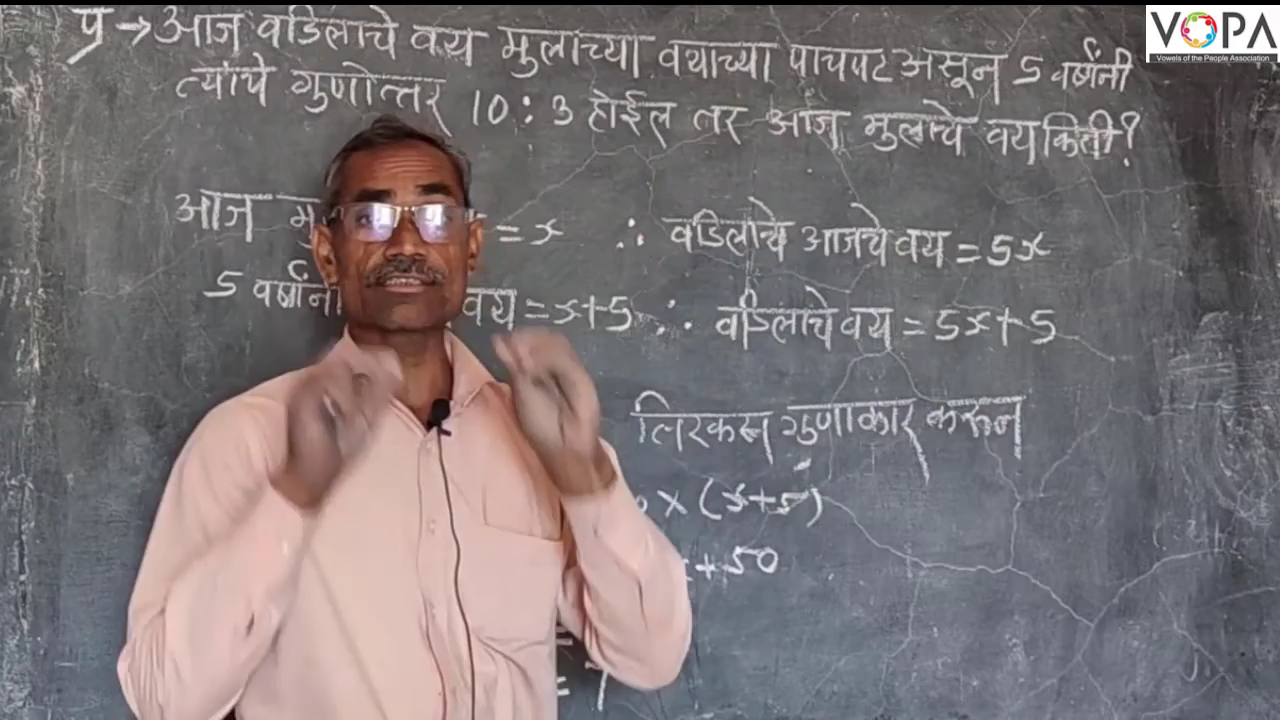 प्र → आज वडिलाचे वय मुलाच्या वयाच्या पाचपट असून 5 वर्षांनी
त्यांचे गुणोत्तर 10 : 3 होईल तर आज मुलाचे वय किती?
आज = x ∴ वडिलाचे आजचे वय = 5x
5 वर्षांनी वय = x+5 ∴ वडिलाचे वय = 5x+5
तिरकस गुणाकार करून
× (x+5)
+ 50
VOPA
Vowels of the People Association